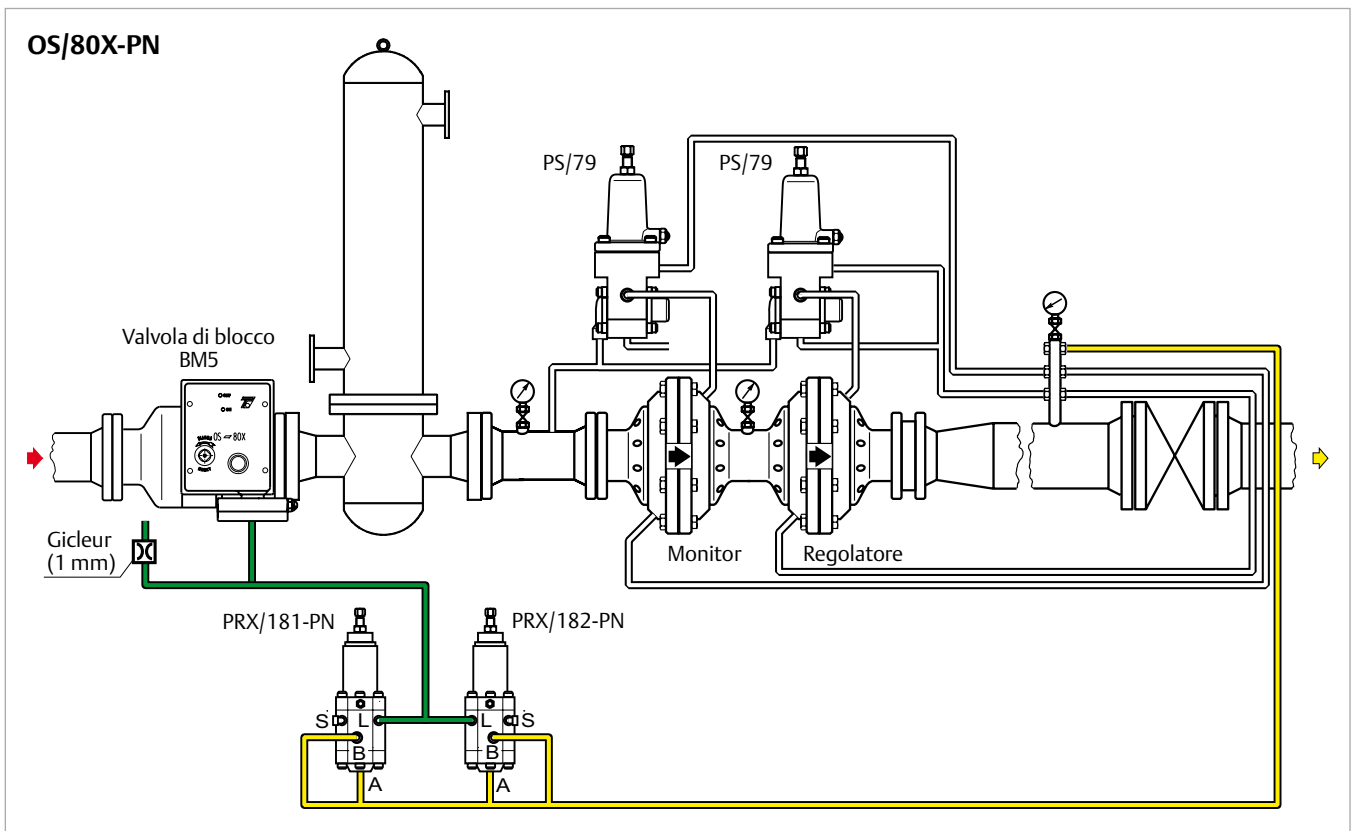 OS/80X-PN
PS/79
PS/79
Valvola di blocco
BM5
OS 80X
Gicleur
(1 mm)
Monitor
Regolatore
PRX/181-PN
PRX/182-PN
S
L
L
S
B
B
A
A